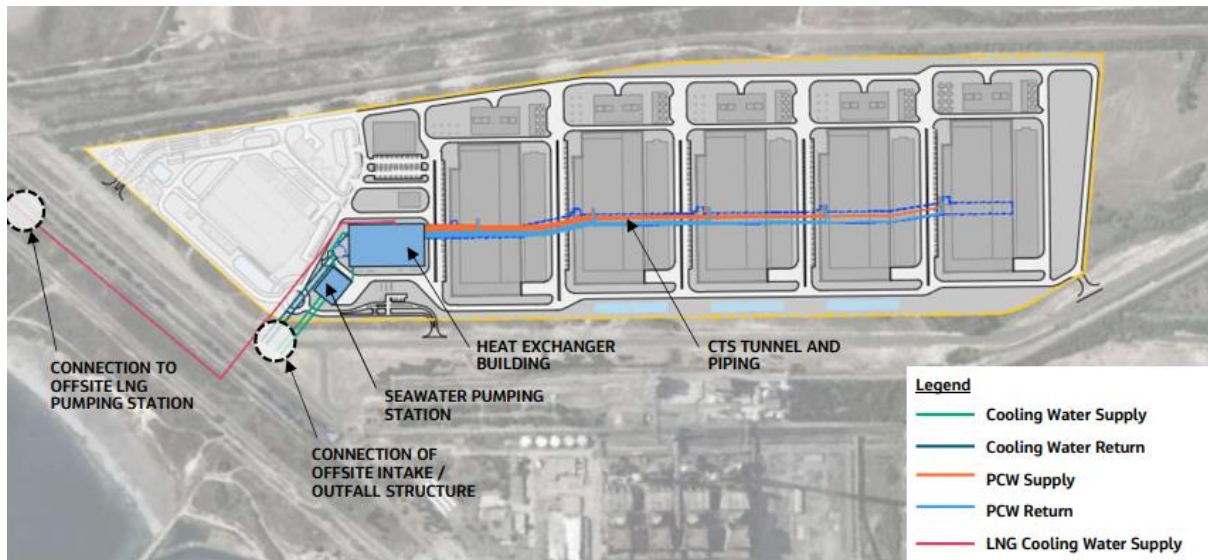 CONNECTION TO
OFFSITE LNG
PUMPING STATION
HEAT EXCHANGER
BUILDING
CTS TUNNEL AND
PIPING
SEAWATER PUMPING
STATION
CONNECTION OF
OFFSITE INTAKE /
OUTFALL STRUCTURE
Legend
Cooling Water Supply
Cooling Water Return
PCW Supply
PCW Return
LNG Cooling Water Supply